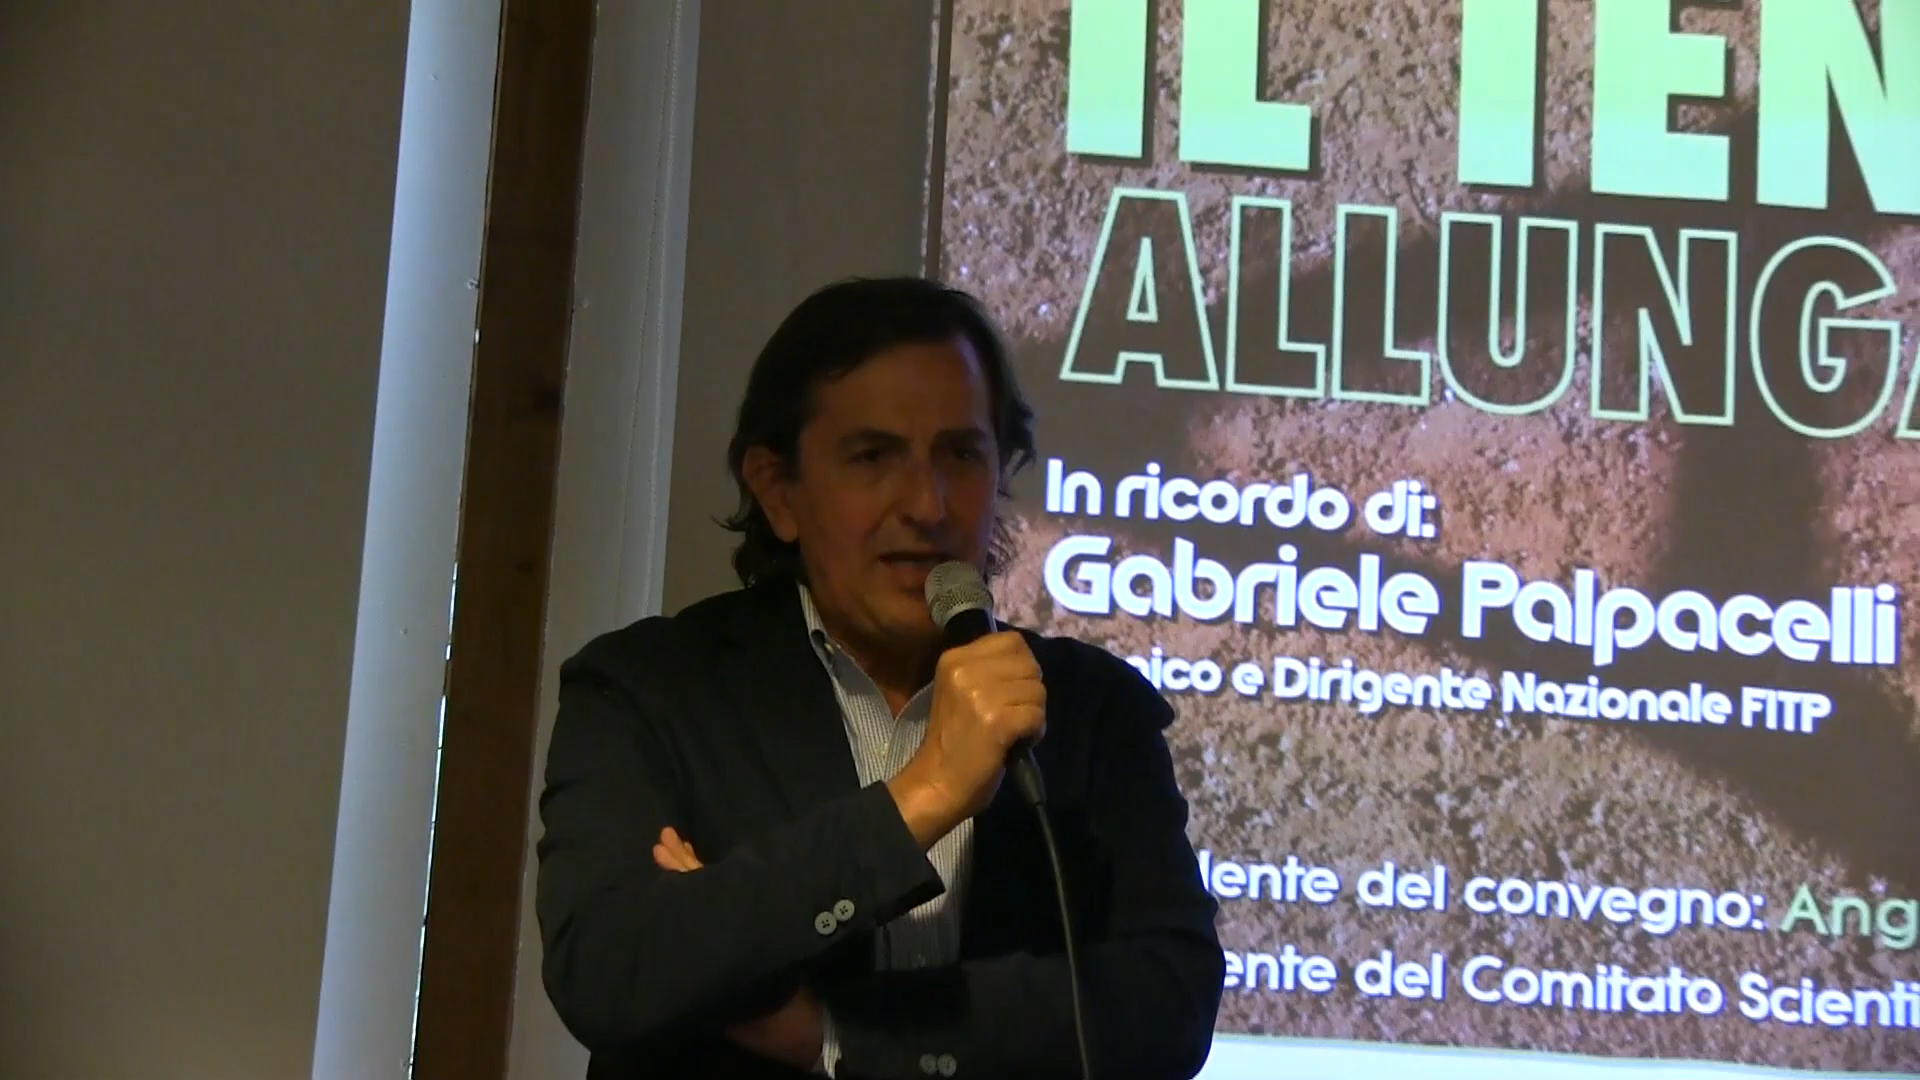 IL TEN
ALLUNGA
In ricordo di:
Gabriele Palpacelli
nico e Dirigente Nazionale FITP
dente del convegno: Ang
ente del Comitato Scienti